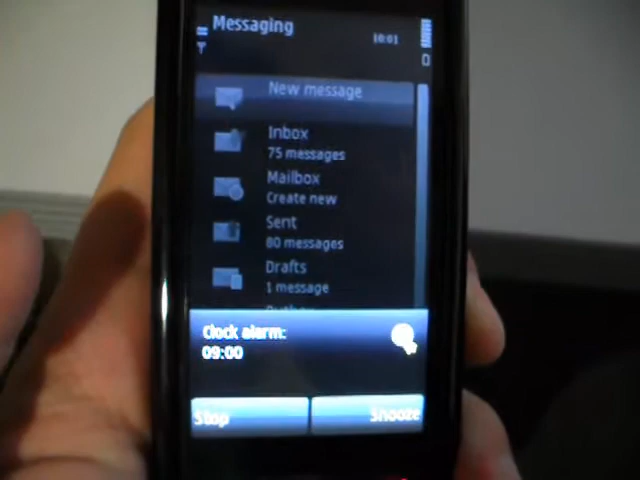 Messaging
10:01
New message
Inbox
75 messages
Mailbox
Create new
Sent
80 messages
Drafts
1 message
Clock alarm:
09:00
Stop
Snooze